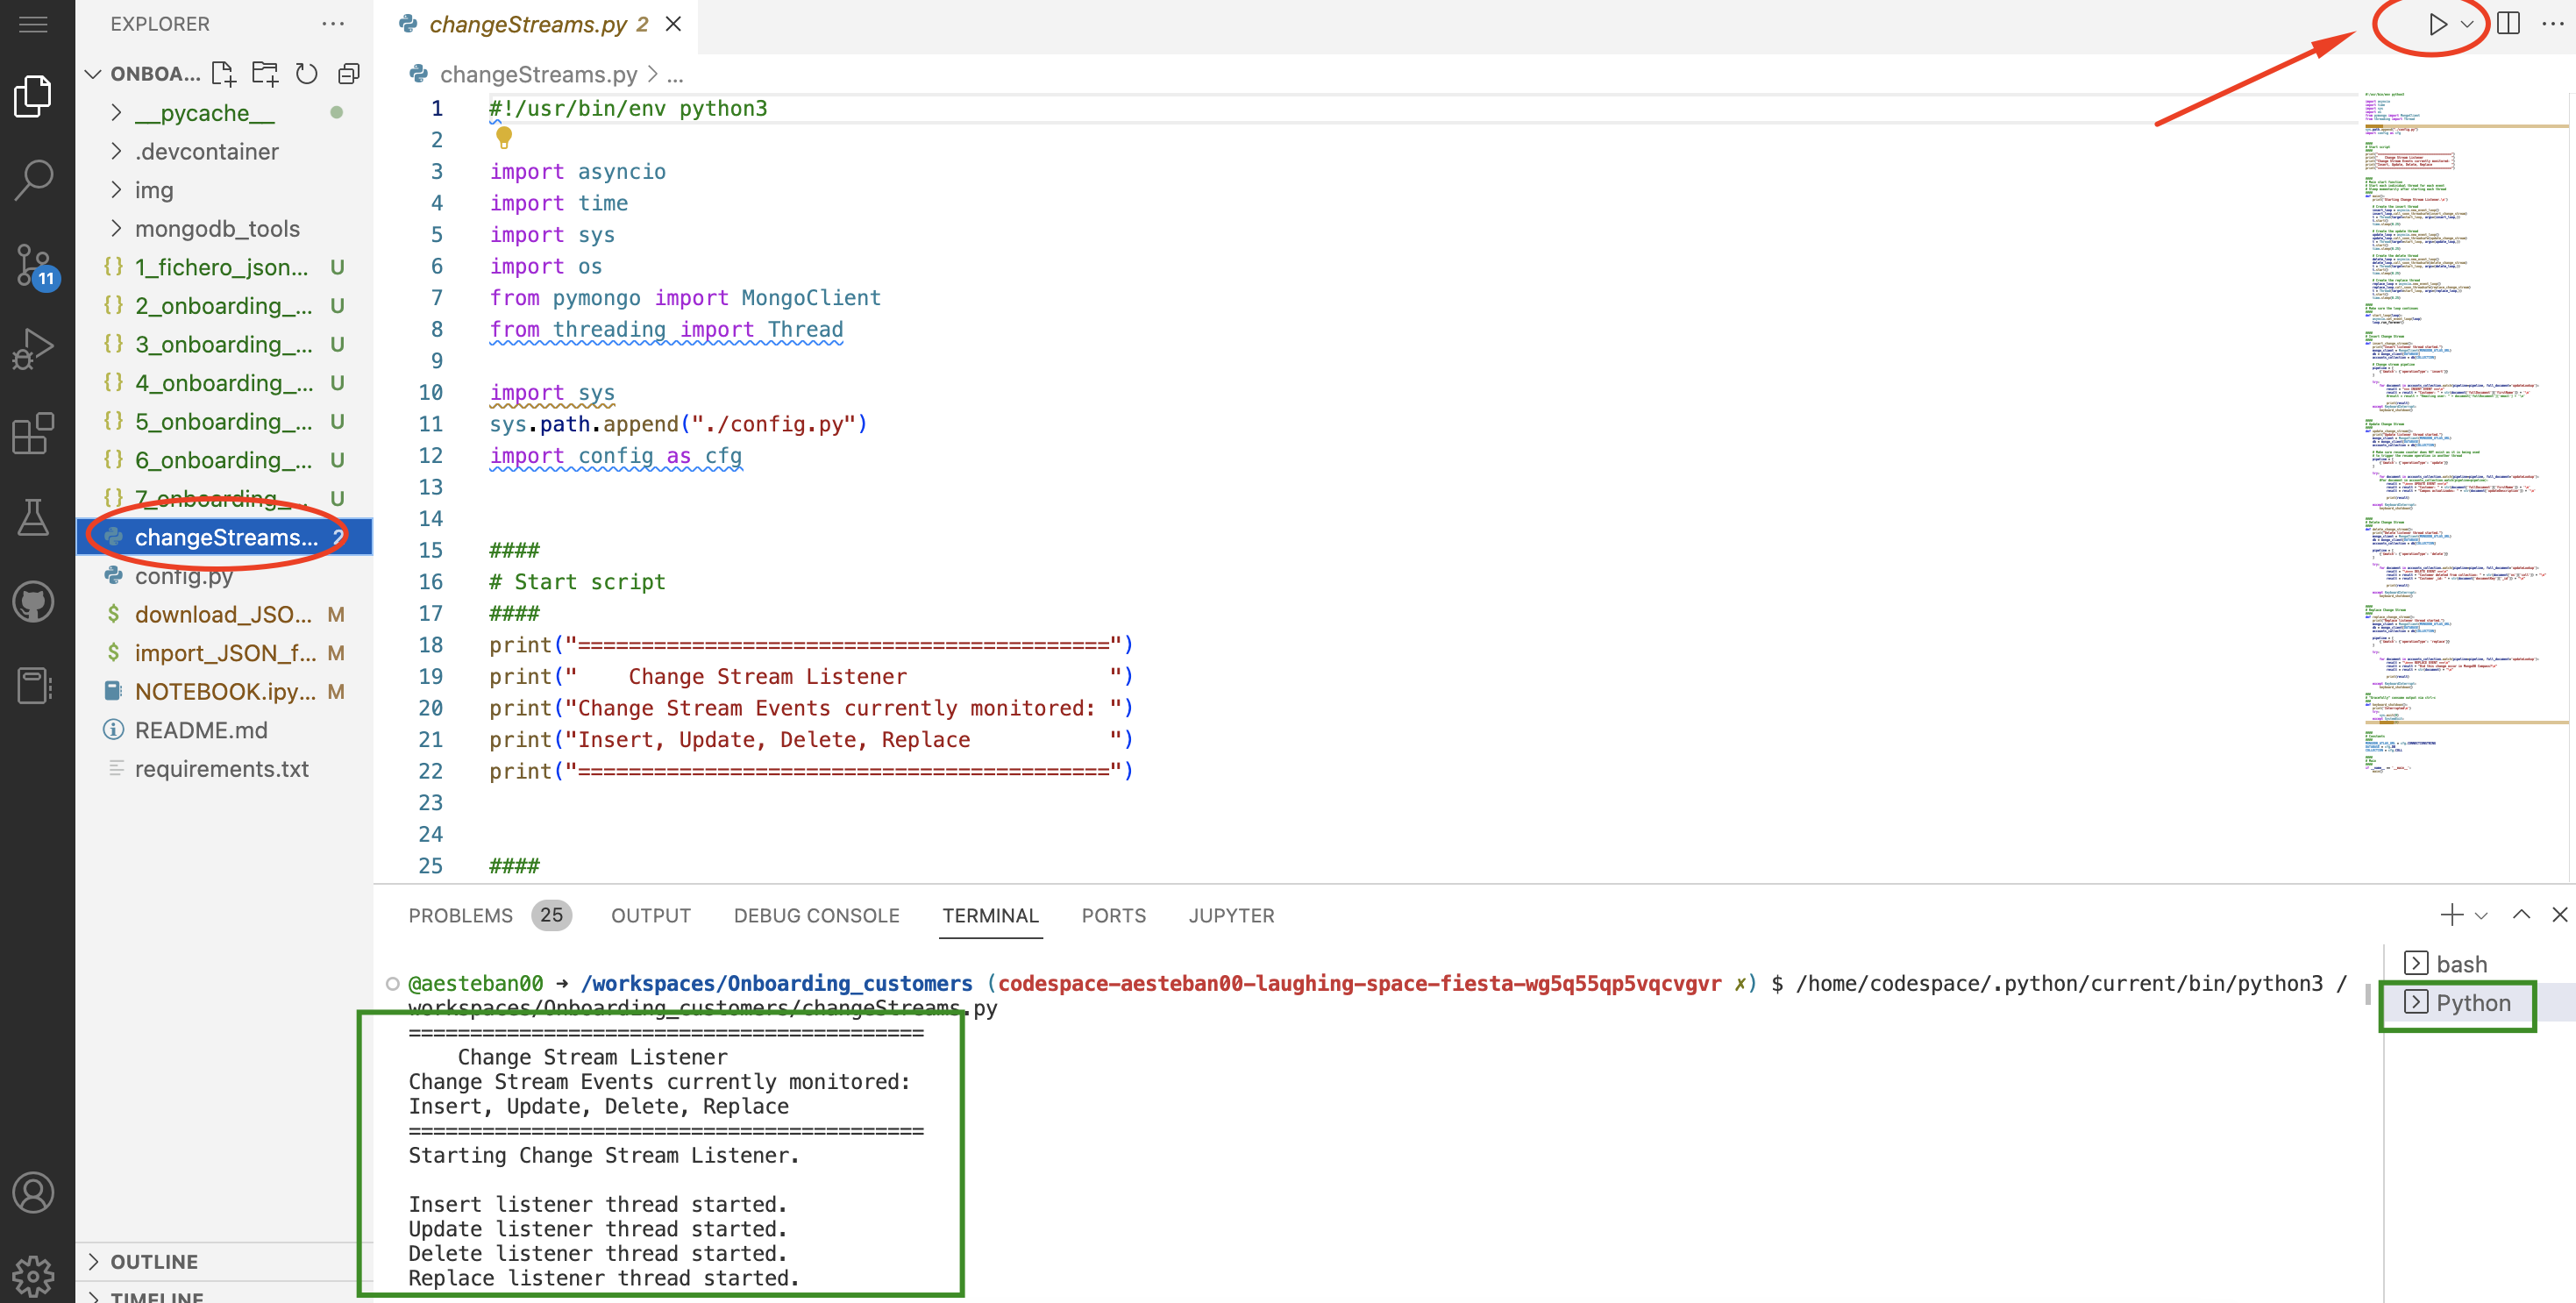 EXPLORER
ONBOA...
__pycache__
.devcontainer
img
mongodb_tools
1_fichero_json... U
2_onboarding_... U
3_onboarding_... U
4_onboarding_... U
5_onboarding_... U
6_onboarding_... U
7_onboarding_... U
changeStreams... 2
config.py
download_JSO... M
import_JSON_f... M
NOTEBOOK.ipy... M
README.md
requirements.txt
OUTLINE
TIMELINE
11
changeStreams.py 2
changeStreams.py > ...
1 #!/usr/bin/env python3
2
3 import asyncio
4 import time
5 import sys
6 import os
7 from pymongo import MongoClient
8 from threading import Thread
9
10 import sys
11 sys.path.append("./config.py")
12 import config as cfg
13
14
15 ####
16 # Start script
17 ####
18 print("==========================================")
19 print("    Change Stream Listener                ")
20 print("Change Stream Events currently monitored: ")
21 print("Insert, Update, Delete, Replace           ")
22 print("==========================================")
23
24
25 ####
PROBLEMS 25 OUTPUT DEBUG CONSOLE TERMINAL PORTS JUPYTER
@aesteban00 ➜ /workspaces/Onboarding_customers (codespace-aesteban00-laughing-space-fiesta-wg5q55qp5vqcvgvr ✗) $ /home/codespace/.python/current/bin/python3 /
workspaces/Onboarding_customers/changeStreams.py
==========================================
    Change Stream Listener
Change Stream Events currently monitored:
Insert, Update, Delete, Replace
==========================================
Starting Change Stream Listener.
Insert listener thread started.
Update listener thread started.
Delete listener thread started.
Replace listener thread started.
bash
Python